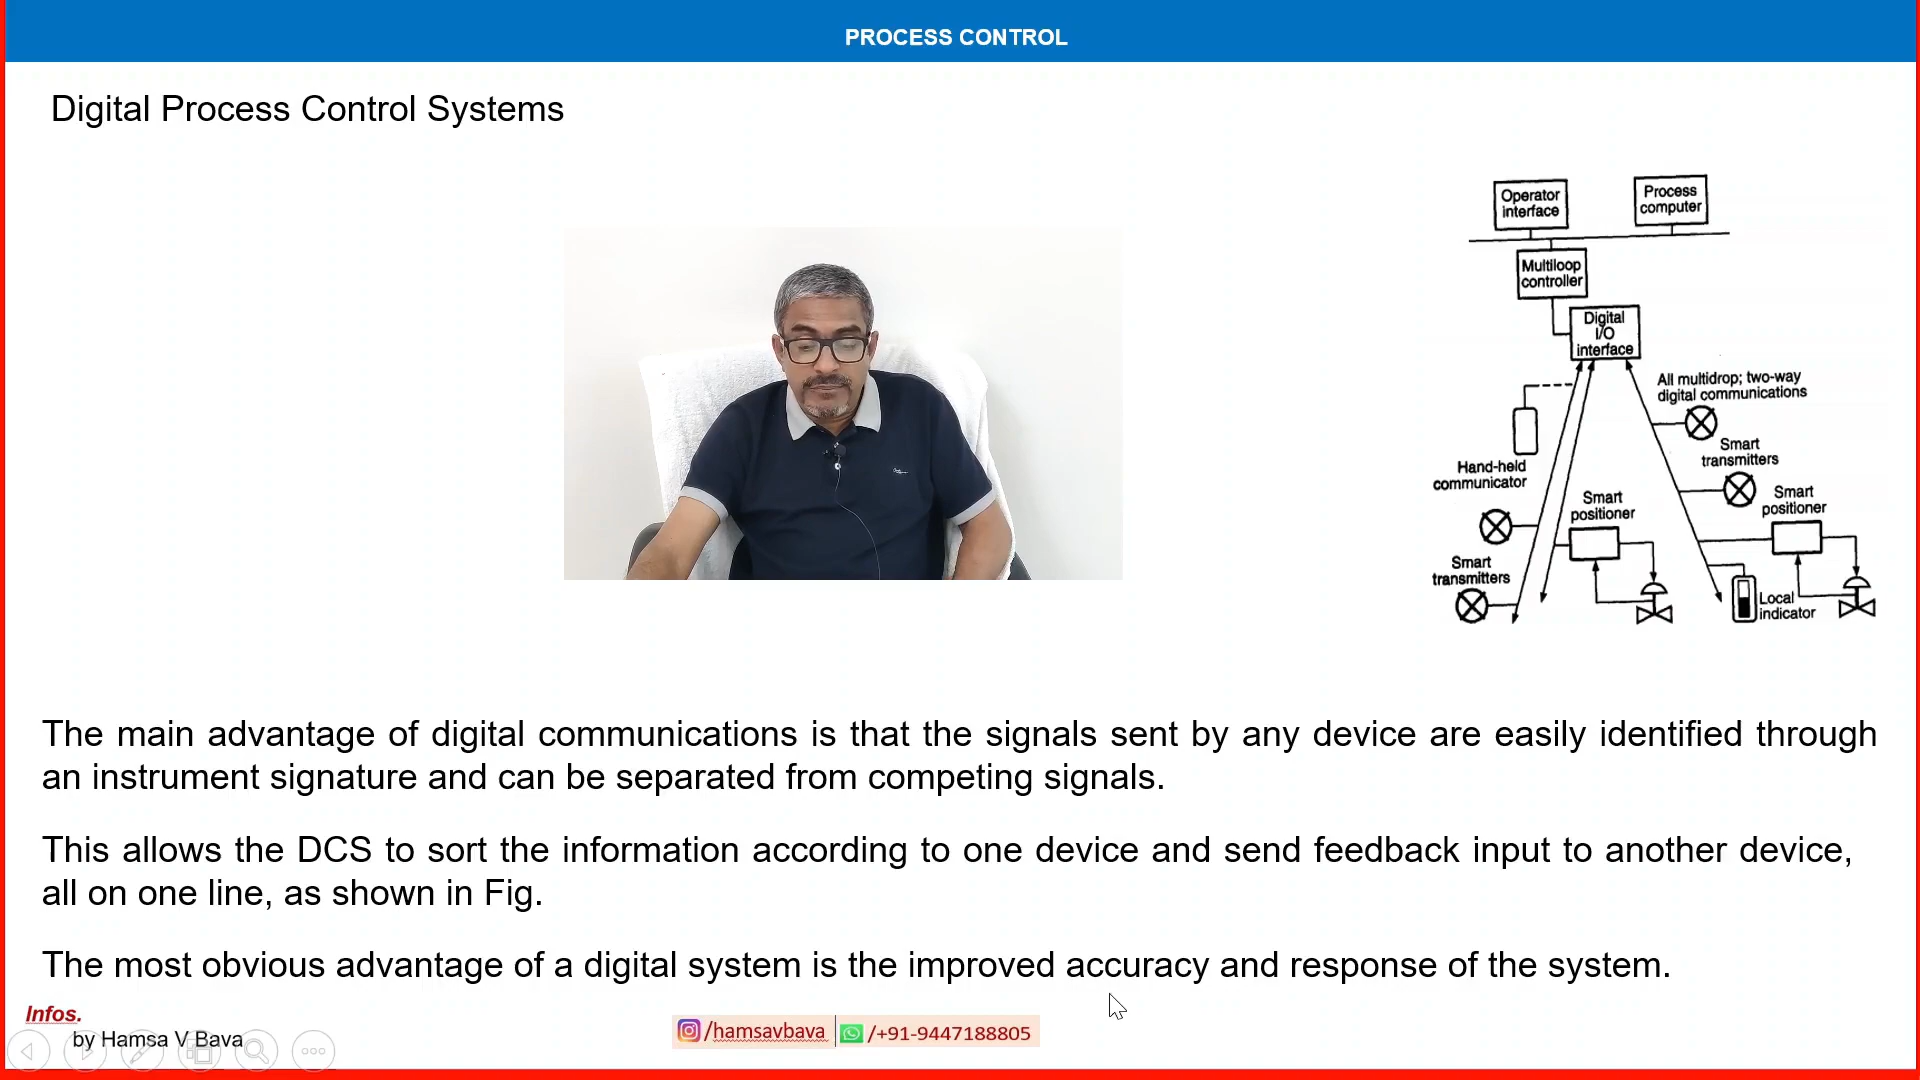 PROCESS CONTROL
Digital Process Control Systems
Operator
interface
Process
computer
Multiloop
controller
Digital
I/O
interface
All multidrop; two-way
digital communications
Smart
transmitters
Hand-held
communicator
Smart
positioner
Smart
positioner
Smart
transmitters
Local
indicator
The main advantage of digital communications is that the signals sent by any device are easily identified through
an instrument signature and can be separated from competing signals.
This allows the DCS to sort the information according to one device and send feedback input to another device,
all on one line, as shown in Fig.
The most obvious advantage of a digital system is the improved accuracy and response of the system.
Infos.
by Hamsa V Bava
/hamsavbava
/+91-9447188805